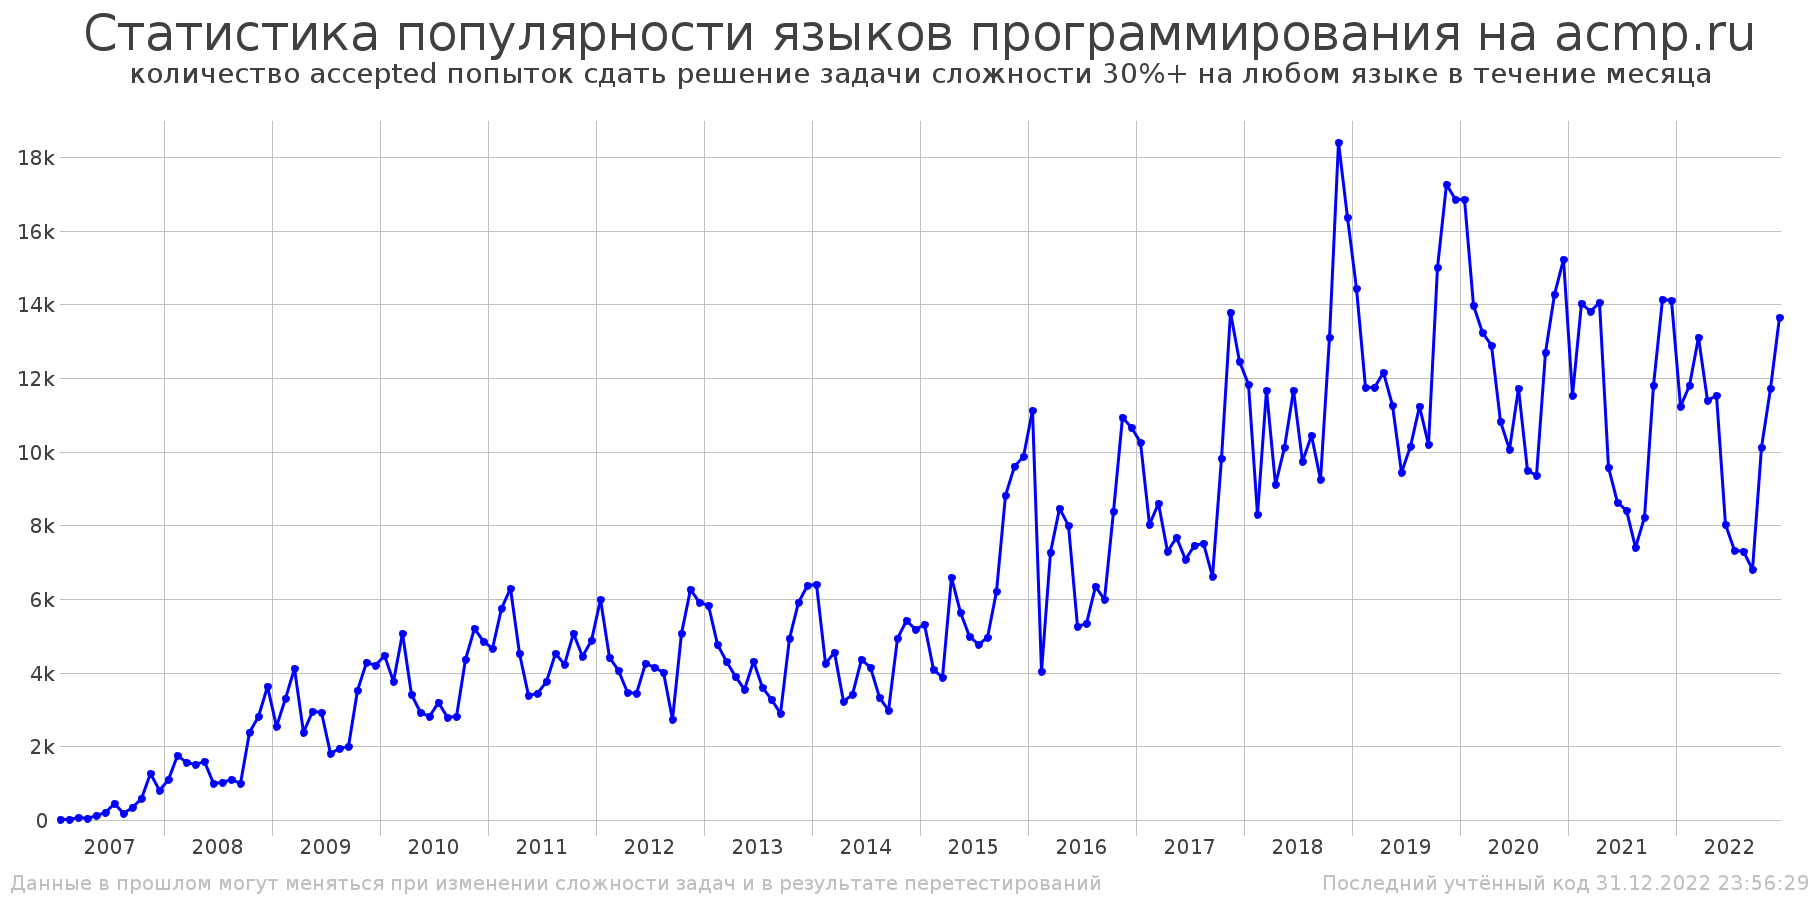 Статистика популярности языков программирования на acmp.ru
количество accepted попыток сдать решение задачи сложности 30%+ на любом языке в течение месяца
18k
16k
14k
12k
10k
8k
6k
4k
2k
0
2007 2008 2009 2010 2011 2012 2013 2014 2015 2016 2017 2018 2019 2020 2021 2022
Данные в прошлом могут меняться при изменении сложности задач и в результате перетестирований
Последний учтённый код 31.12.2022 23:56:29